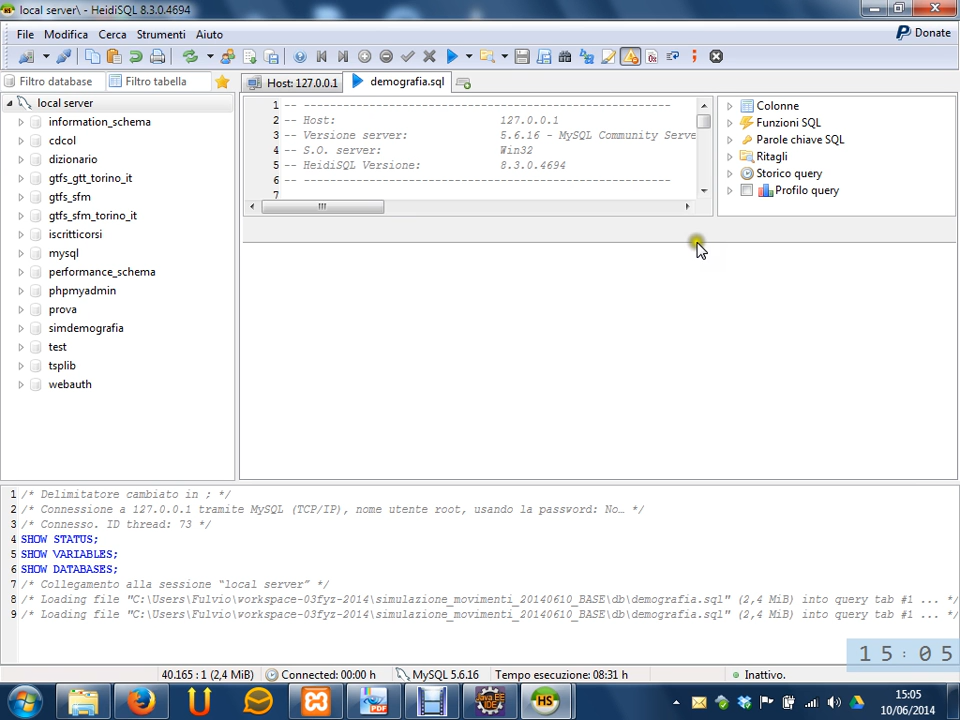 local server\ - HeidiSQL 8.3.0.4694
File Modifica Cerca Strumenti Aiuto
Donate
Filtro database Filtro tabella
Host: 127.0.0.1 demografia.sql
local server
information_schema
cdcol
dizionario
gtfs_gtt_torino_it
gtfs_sfm
gtfs_sfm_torino_it
iscritticorsi
mysql
performance_schema
phpmyadmin
prova
simdemografia
test
tsplib
webauth
1 -- --------------------------------------------------------
2 -- Host: 127.0.0.1
3 -- Versione server: 5.6.16 - MySQL Community Serve
4 -- S.O. server: Win32
5 -- HeidiSQL Versione: 8.3.0.4694
6 -- --------------------------------------------------------
7
Colonne
Funzioni SQL
Parole chiave SQL
Ritagli
Storico query
Profilo query
1 /* Delimitatore cambiato in ; */
2 /* Connessione a 127.0.0.1 tramite MySQL (TCP/IP), nome utente root, usando la password: No… */
3 /* Connesso. ID thread: 73 */
4 SHOW STATUS;
5 SHOW VARIABLES;
6 SHOW DATABASES;
7 /* Collegamento alla sessione "local server" */
8 /* Loading file "C:\Users\Fulvio\workspace-03fyz-2014\simulazione_movimenti_20140610_BASE\db\demografia.sql" (2,4 MiB) into query tab #1 ... */
9 /* Loading file "C:\Users\Fulvio\workspace-03fyz-2014\simulazione_movimenti_20140610_BASE\db\demografia.sql" (2,4 MiB) into query tab #1 ... */
15:05
40.165 : 1 (2,4 MiB) Connected: 00:00 h MySQL 5.6.16 Tempo esecuzione: 08:31 h Inattivo.
PDF
Java EE
IDE
HS
15:05
10/06/2014